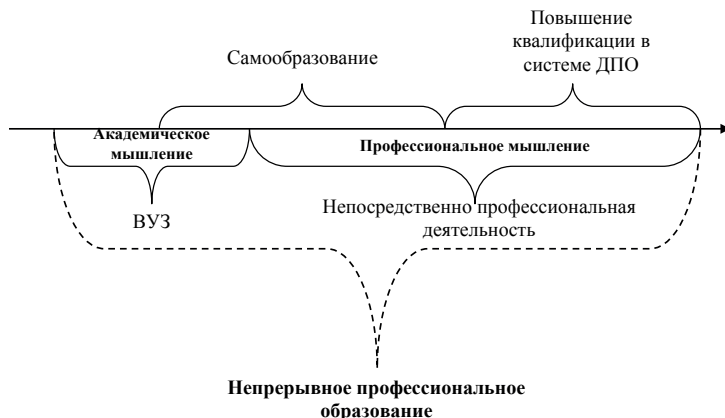 Повышение
квалификации в
системе ДПО
Самообразование
Академическое
мышление
Профессиональное мышление
ВУЗ
Непосредственно профессиональная
деятельность
Непрерывное профессиональное
образование